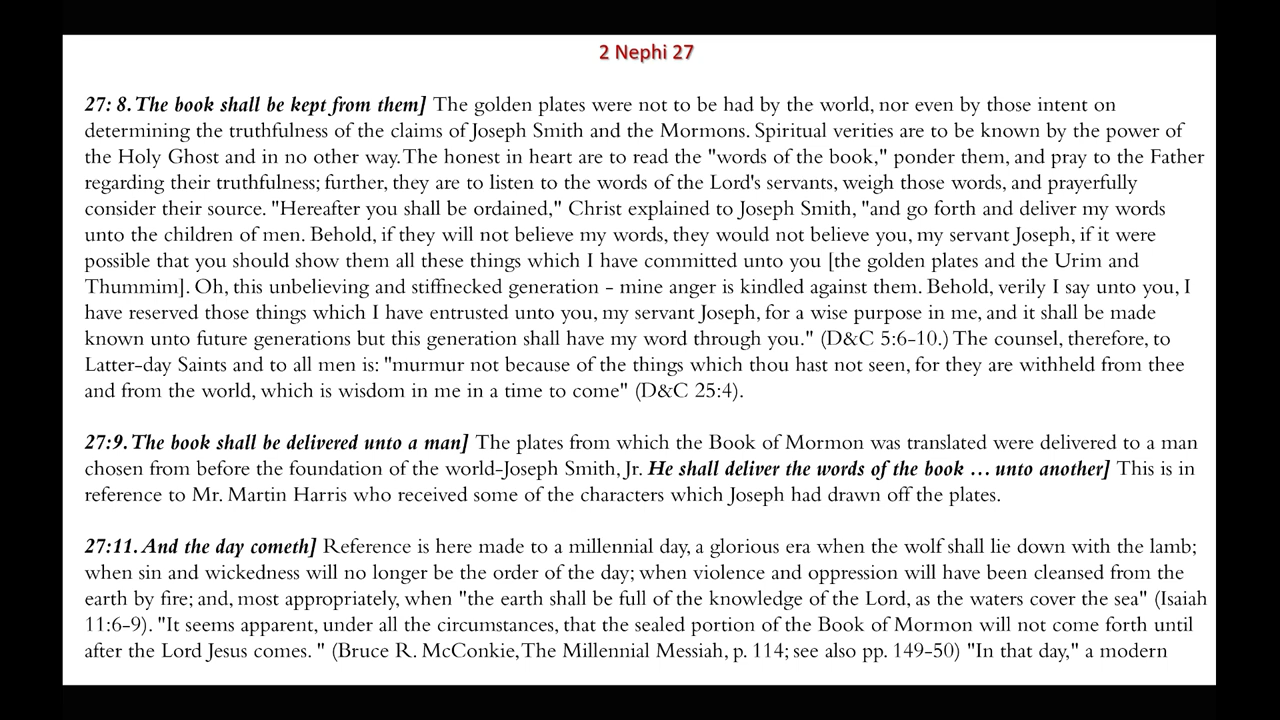 2 Nephi 27
27: 8. The book shall be kept from them] The golden plates were not to be had by the world, nor even by those intent on
determining the truthfulness of the claims of Joseph Smith and the Mormons. Spiritual verities are to be known by the power of
the Holy Ghost and in no other way. The honest in heart are to read the "words of the book," ponder them, and pray to the Father
regarding their truthfulness; further, they are to listen to the words of the Lord's servants, weigh those words, and prayerfully
consider their source. "Hereafter you shall be ordained," Christ explained to Joseph Smith, "and go forth and deliver my words
unto the children of men. Behold, if they will not believe my words, they would not believe you, my servant Joseph, if it were
possible that you should show them all these things which I have committed unto you [the golden plates and the Urim and
Thummim]. Oh, this unbelieving and stiffnecked generation - mine anger is kindled against them. Behold, verily I say unto you, I
have reserved those things which I have entrusted unto you, my servant Joseph, for a wise purpose in me, and it shall be made
known unto future generations but this generation shall have my word through you." (D&C 5:6-10.) The counsel, therefore, to
Latter-day Saints and to all men is: "murmur not because of the things which thou hast not seen, for they are withheld from thee
and from the world, which is wisdom in me in a time to come" (D&C 25:4).
27:9. The book shall be delivered unto a man] The plates from which the Book of Mormon was translated were delivered to a man
chosen from before the foundation of the world-Joseph Smith, Jr. He shall deliver the words of the book … unto another] This is in
reference to Mr. Martin Harris who received some of the characters which Joseph had drawn off the plates.
27:11. And the day cometh] Reference is here made to a millennial day, a glorious era when the wolf shall lie down with the lamb;
when sin and wickedness will no longer be the order of the day; when violence and oppression will have been cleansed from the
earth by fire; and, most appropriately, when "the earth shall be full of the knowledge of the Lord, as the waters cover the sea" (Isaiah
11:6-9). "It seems apparent, under all the circumstances, that the sealed portion of the Book of Mormon will not come forth until
after the Lord Jesus comes. " (Bruce R. McConkie, The Millennial Messiah, p. 114; see also pp. 149-50) "In that day," a modern